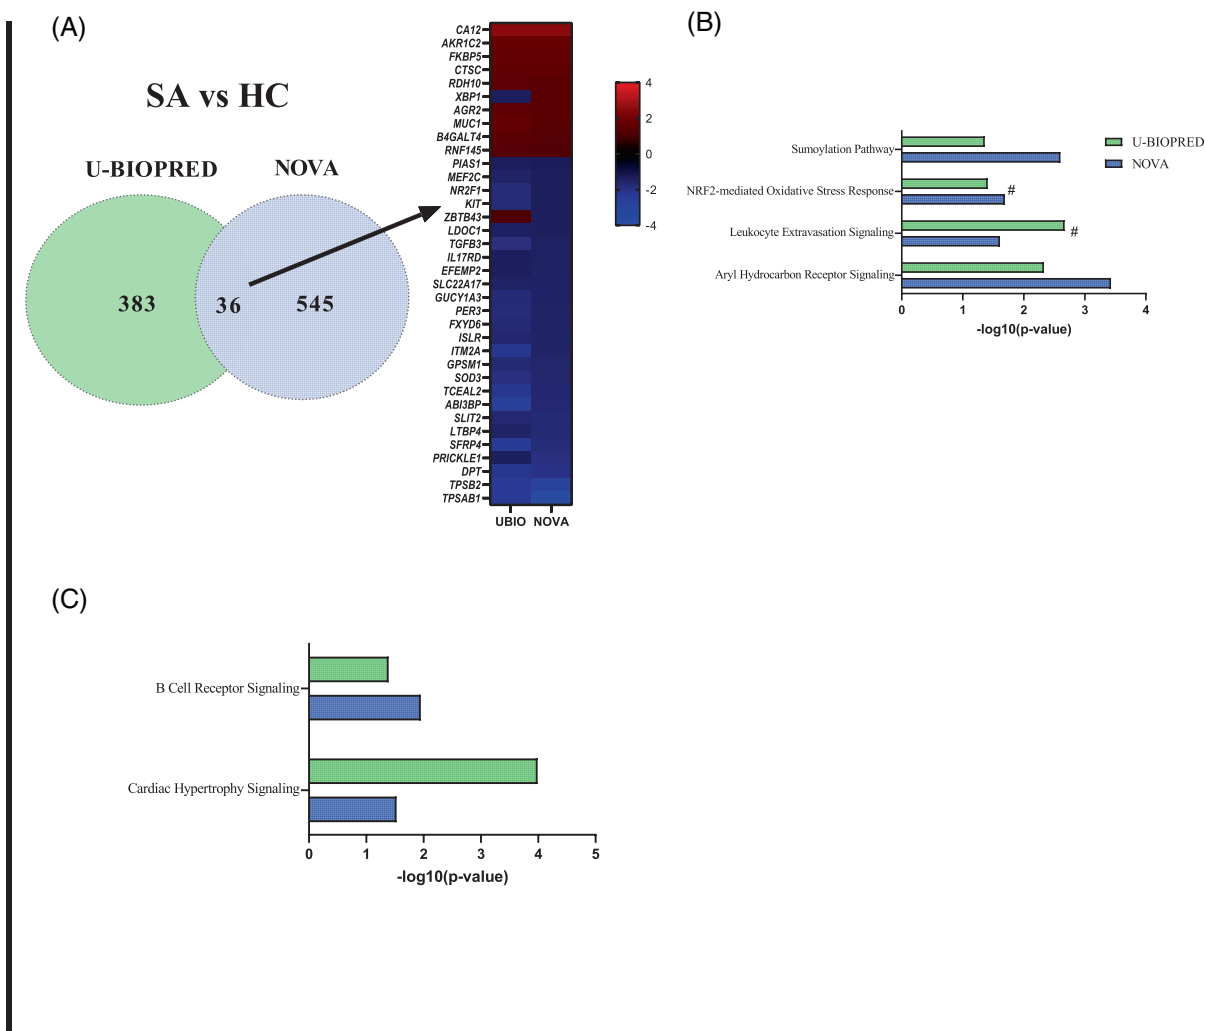 (A)
SA vs HC
U-BIOPRED
NOVA
383
36
545
CA12
AKR1C2
FKBP5
CTSC
RDH10
XBP1
AGR2
MUC1
B4GALT4
RNF145
PIAS1
MEF2C
NR2F1
KIT
ZBTB43
LDOC1
TGFB3
IL17RD
EFEMP2
SLC22A17
GUCY1A3
PER3
FXYD6
ISLR
ITM2A
GPSM1
SOD3
TCEAL2
ABI3BP
SLIT2
LTBP4
SFRP4
PRICKLE1
DPT
TPSB2
TPSAB1
UBIO NOVA
4
2
0
-2
-4
(B)
U-BIOPRED
NOVA
Sumoylation Pathway
NRF2-mediated Oxidative Stress Response
#
Leukocyte Extravasation Signaling
#
Aryl Hydrocarbon Receptor Signaling
0 1 2 3 4
-log10(p-value)
(C)
B Cell Receptor Signaling
Cardiac Hypertrophy Signaling
0 1 2 3 4 5
-log10(p-value)